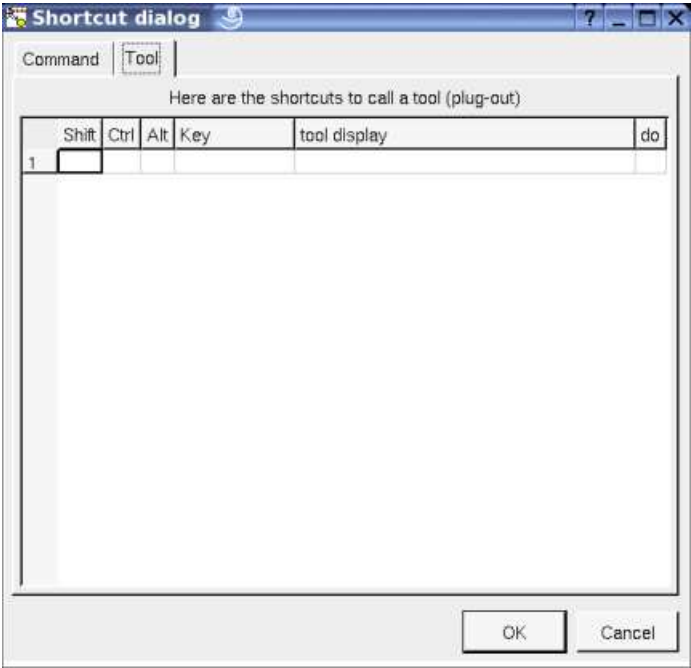 Shortcut dialog
Command Tool
Here are the shortcuts to call a tool (plug-out)
Shift Ctrl Alt Key tool display do
1
OK Cancel